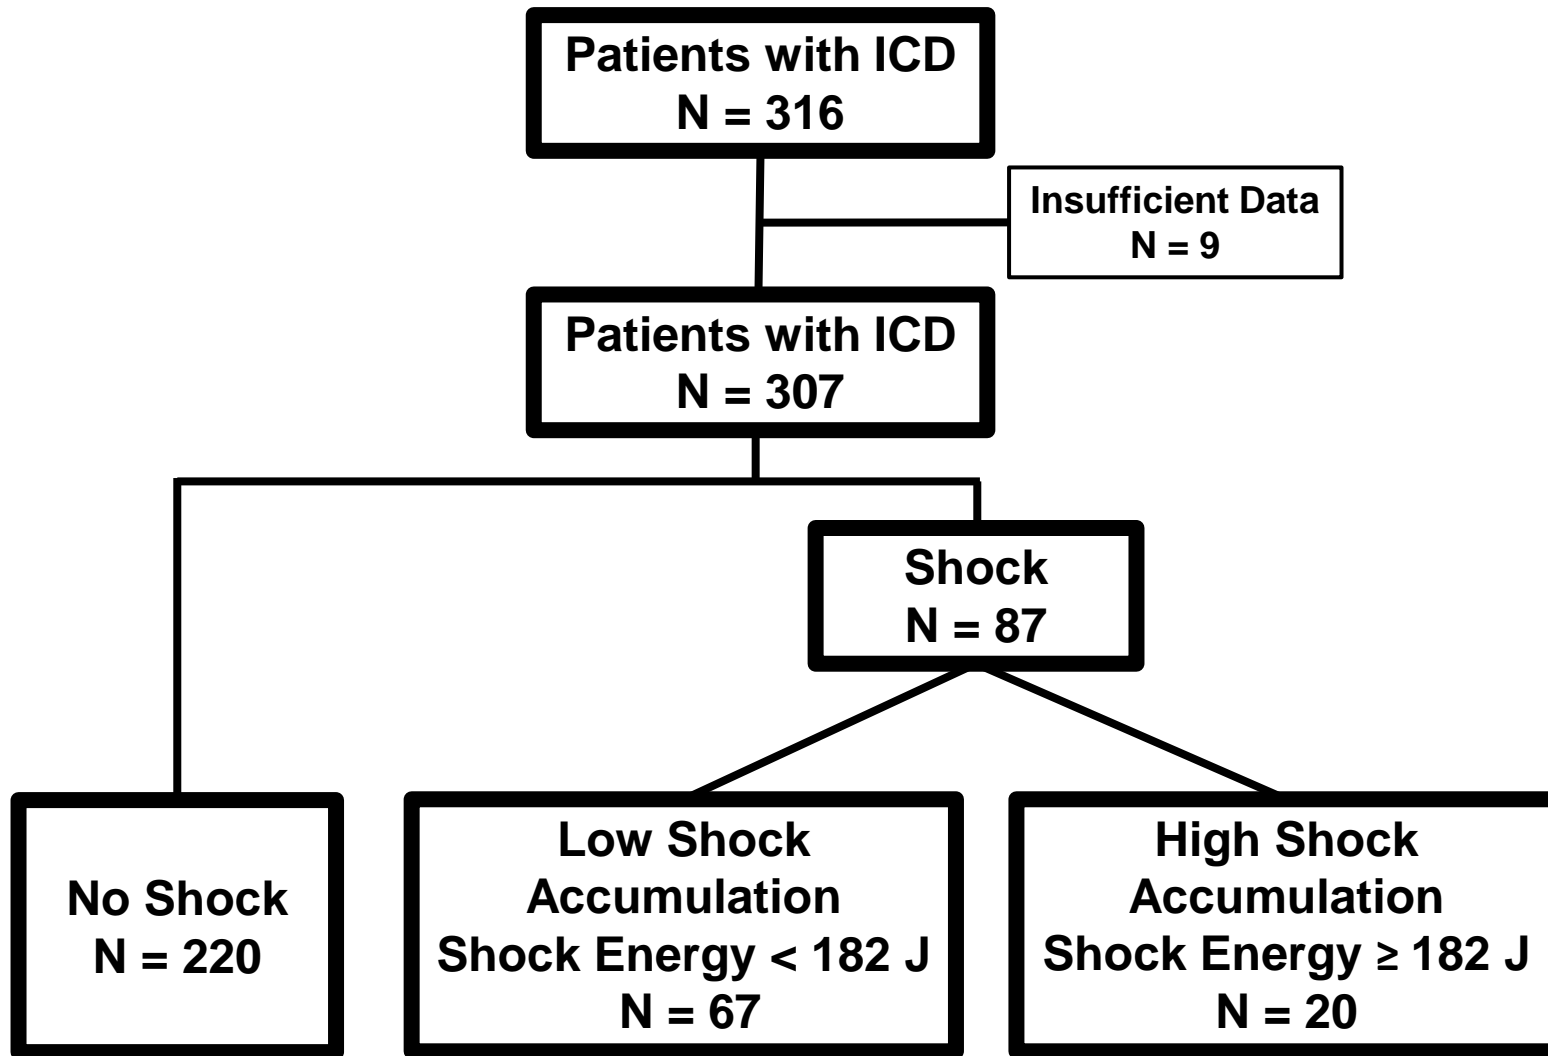 Patients with ICD
N = 316
Insufficient Data
N = 9
Patients with ICD
N = 307
Shock
N = 87
No Shock
N = 220
Low Shock
Accumulation
Shock Energy < 182 J
N = 67
High Shock
Accumulation
Shock Energy ≥ 182 J
N = 20